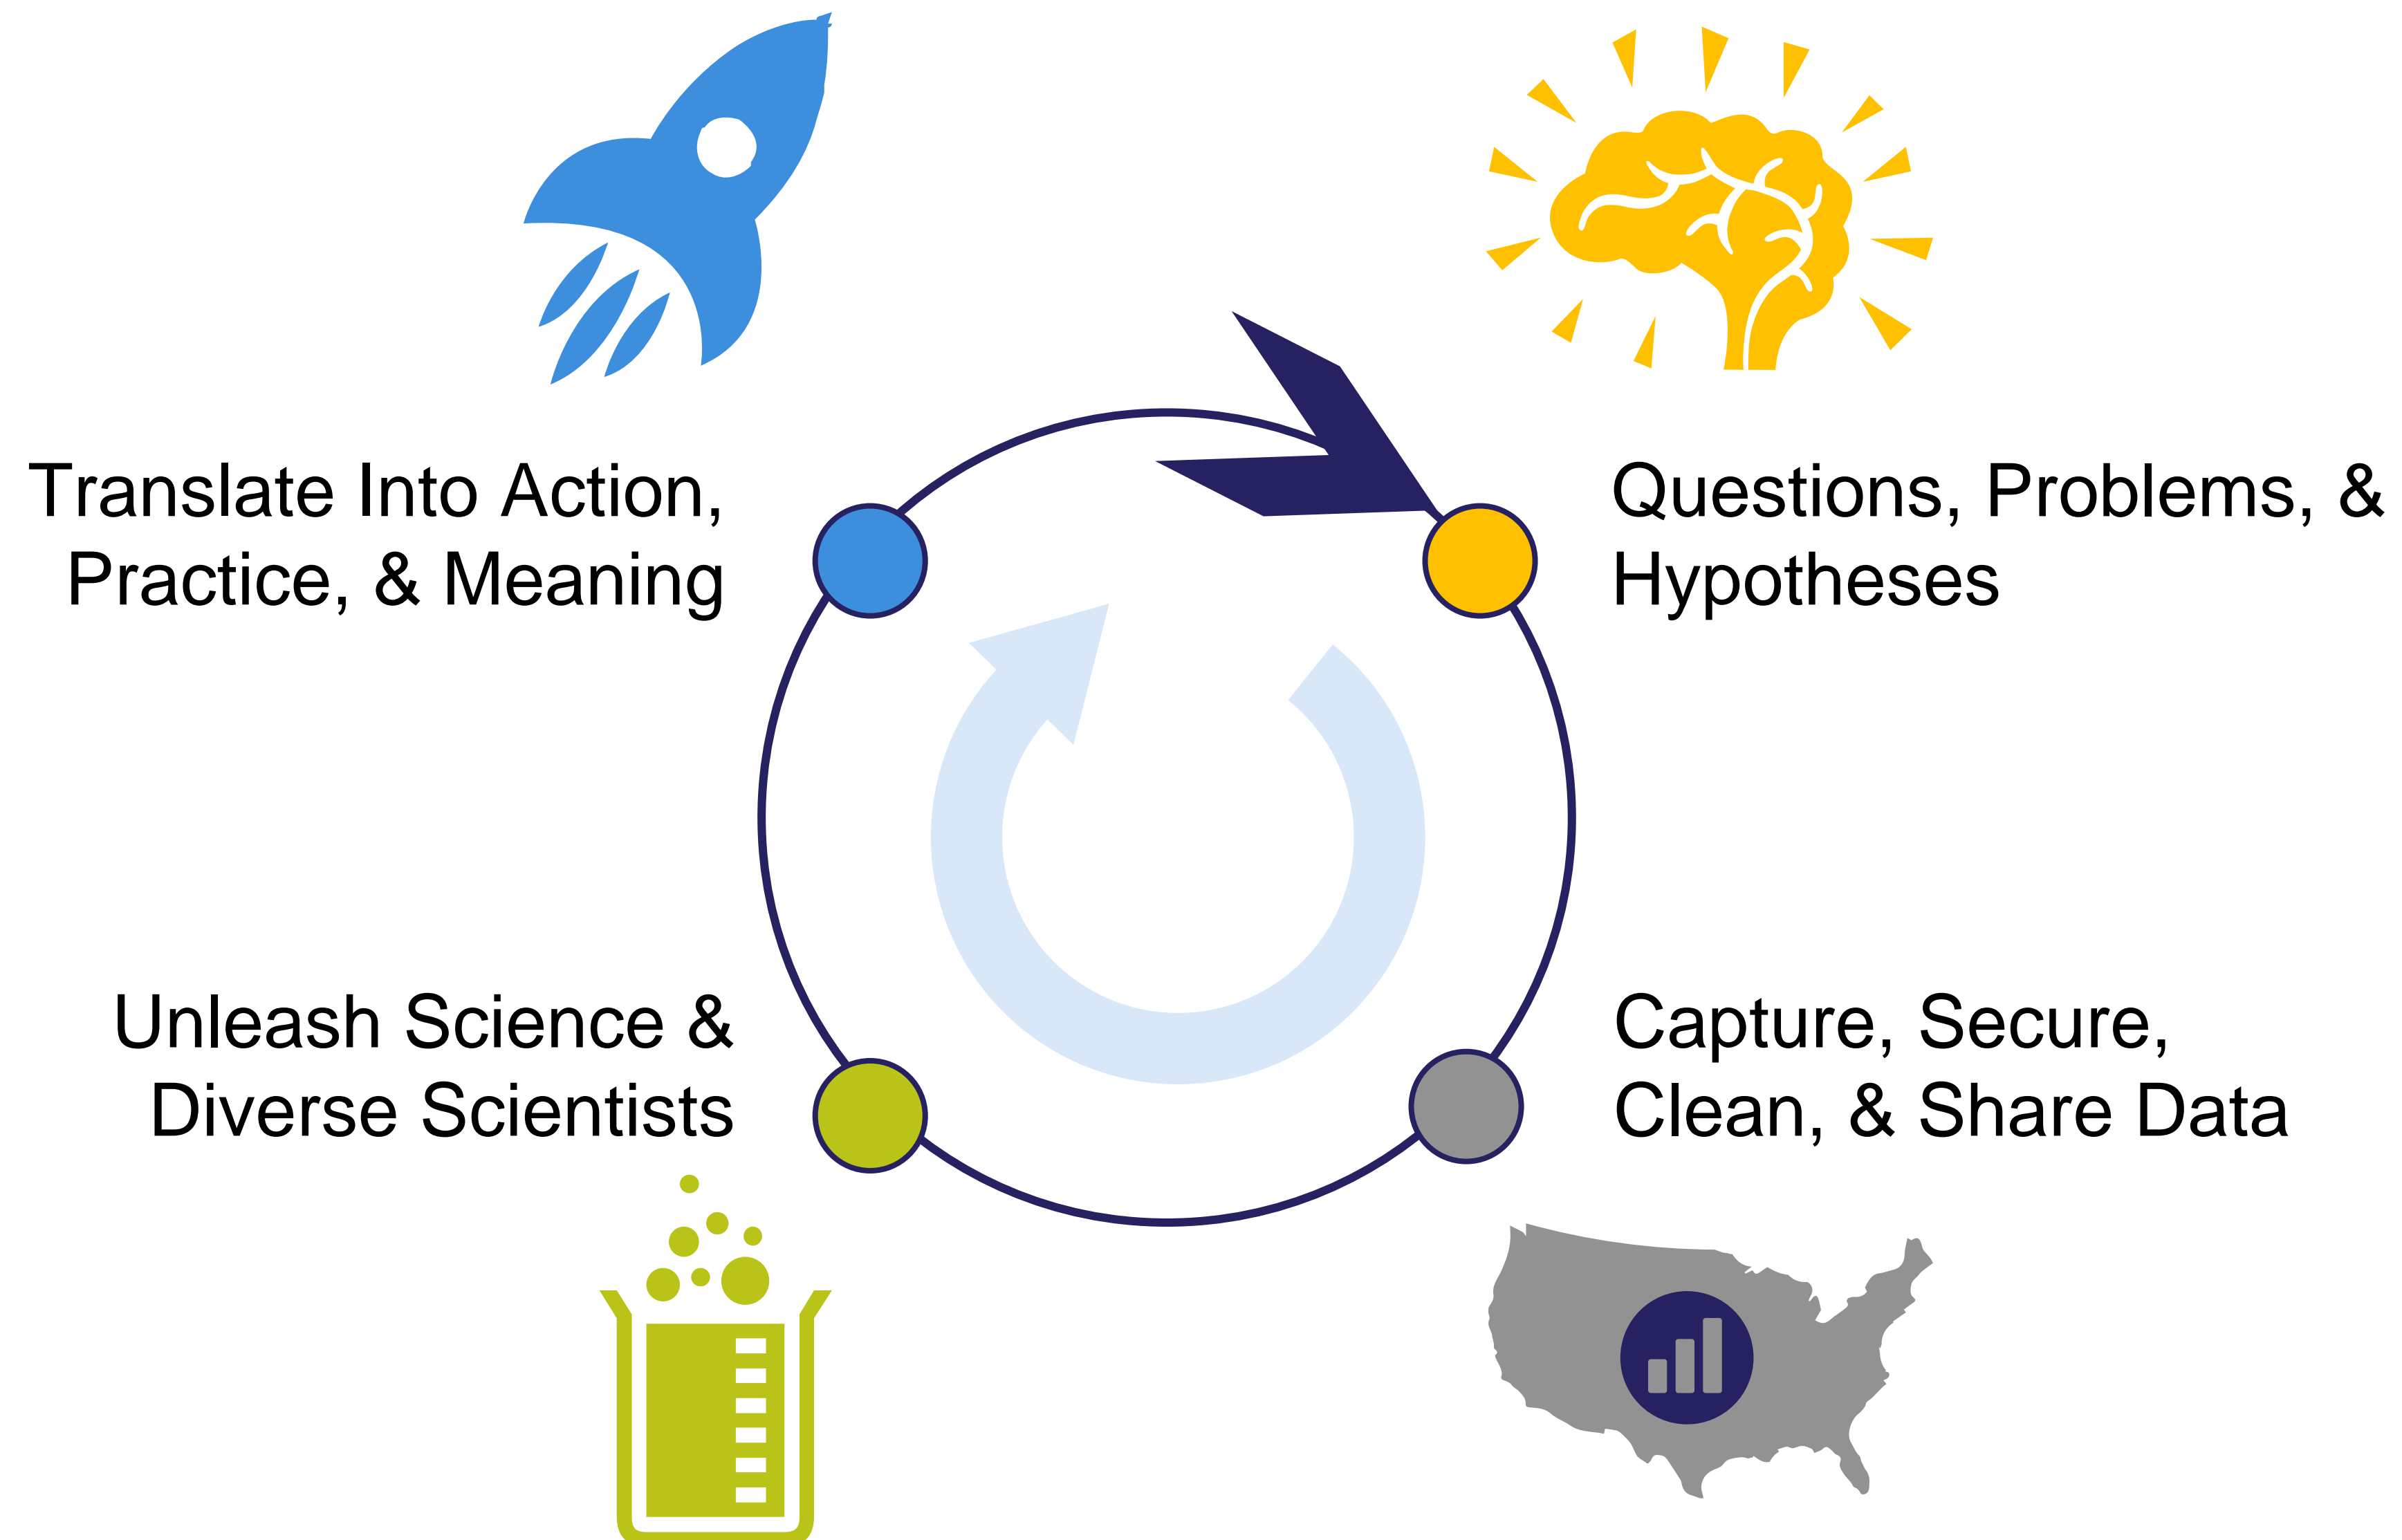 Translate Into Action,
Practice, & Meaning
Questions, Problems, &
Hypotheses
Unleash Science &
Diverse Scientists
Capture, Secure,
Clean, & Share Data